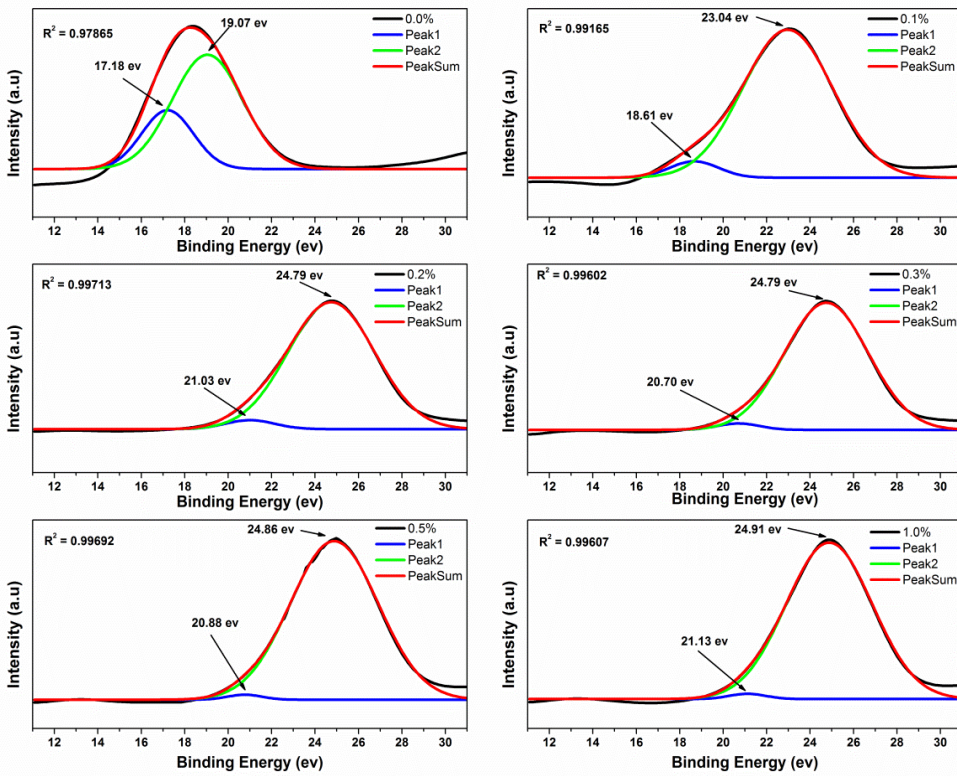 R² = 0.97865
19.07 ev
17.18 ev
0.0%
Peak1
Peak2
PeakSum
Intensity (a.u)
12 14 16 18 20 22 24 26 28 30
Binding Energy (ev)
R² = 0.99165
23.04 ev
18.61 ev
0.1%
Peak1
Peak2
PeakSum
Intensity (a.u)
12 14 16 18 20 22 24 26 28 30
Binding Energy (ev)
R² = 0.99713
24.79 ev
21.03 ev
0.2%
Peak1
Peak2
PeakSum
Intensity (a.u)
12 14 16 18 20 22 24 26 28 30
Binding Energy (ev)
R² = 0.99602
24.79 ev
20.70 ev
0.3%
Peak1
Peak2
PeakSum
Intensity (a.u)
12 14 16 18 20 22 24 26 28 30
Binding Energy (ev)
R² = 0.99692
24.86 ev
20.88 ev
0.5%
Peak1
Peak2
PeakSum
Intensity (a.u)
12 14 16 18 20 22 24 26 28 30
Binding Energy (ev)
R² = 0.99607
24.91 ev
21.13 ev
1.0%
Peak1
Peak2
PeakSum
Intensity (a.u)
12 14 16 18 20 22 24 26 28 30
Binding Energy (ev)